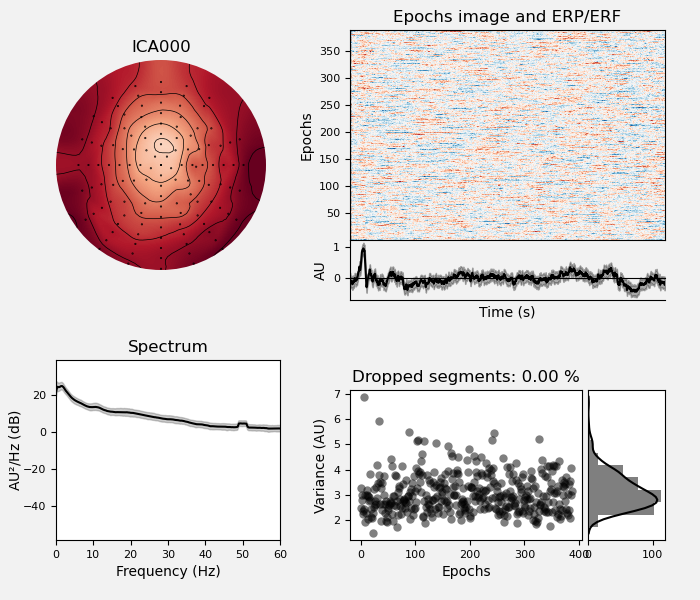 ICA000
Epochs image and ERP/ERF
Epochs
350
300
250
200
150
100
50
AU
1
0
Time (s)
Spectrum
AU²/Hz (dB)
20
0
−20
−40
0 10 20 30 40 50 60
Frequency (Hz)
Dropped segments: 0.00 %
Variance (AU)
7
6
5
4
3
2
0 100 200 300 400
Epochs
0 100